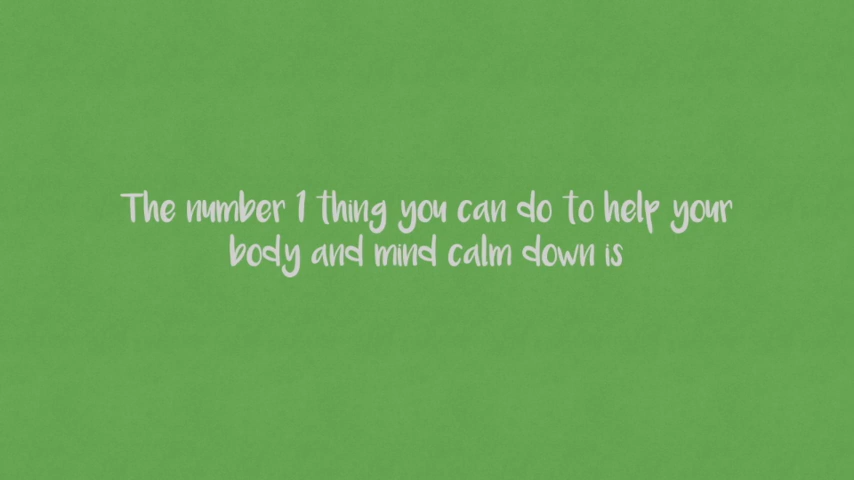 The number 1 thing you can do to help your
body and mind calm down is